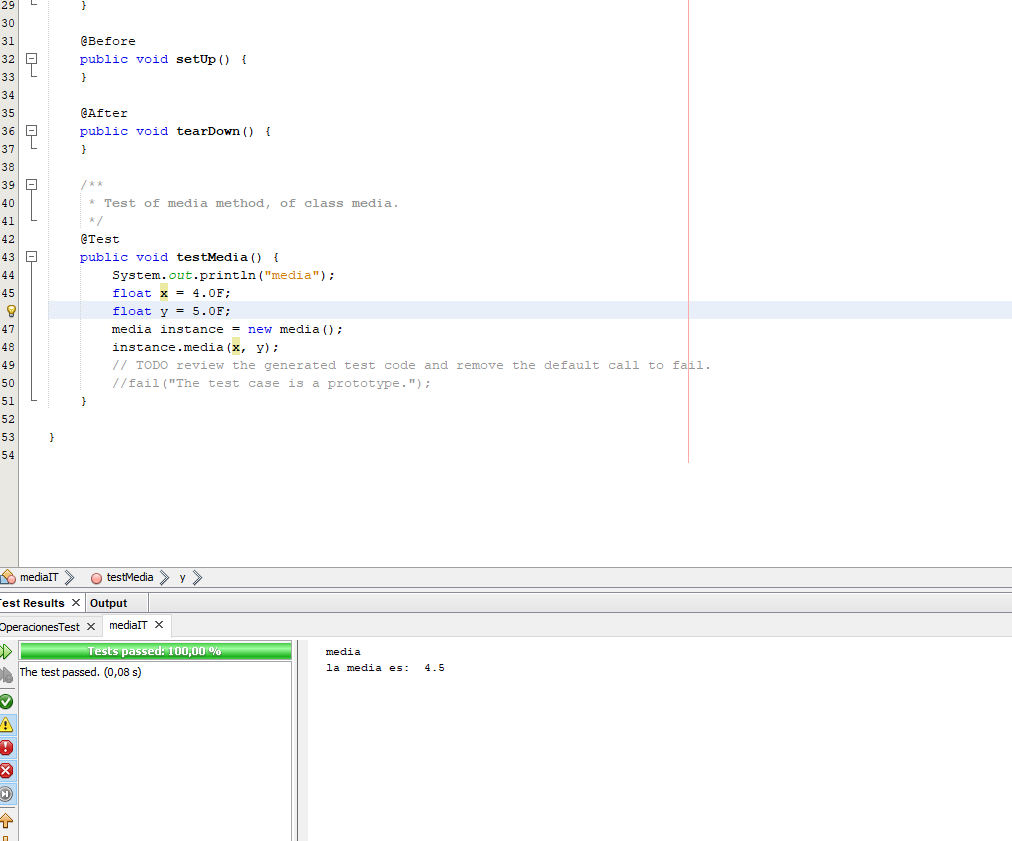 29 }
30
31 @Before
32 public void setUp() {
33 }
34
35 @After
36 public void tearDown() {
37 }
38
39 /**
40 * Test of media method, of class media.
41 */
42 @Test
43 public void testMedia() {
44 System.out.println("media");
45 float x = 4.0F;
float y = 5.0F;
47 media instance = new media();
48 instance.media(x, y);
49 // TODO review the generated test code and remove the default call to fail.
50 //fail("The test case is a prototype.");
51 }
52
53 }
54
mediaIT testMedia y
Test Results Output
OperacionesTest mediaIT
Tests passed: 100,00 %
The test passed. (0,08 s)
media
la media es: 4.5